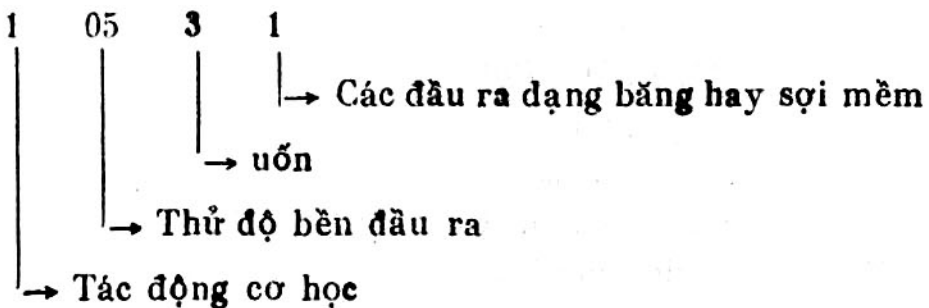 1 05 3 1
Các đầu ra dạng băng hay sợi mềm
uốn
Thử độ bền đầu ra
Tác động cơ học